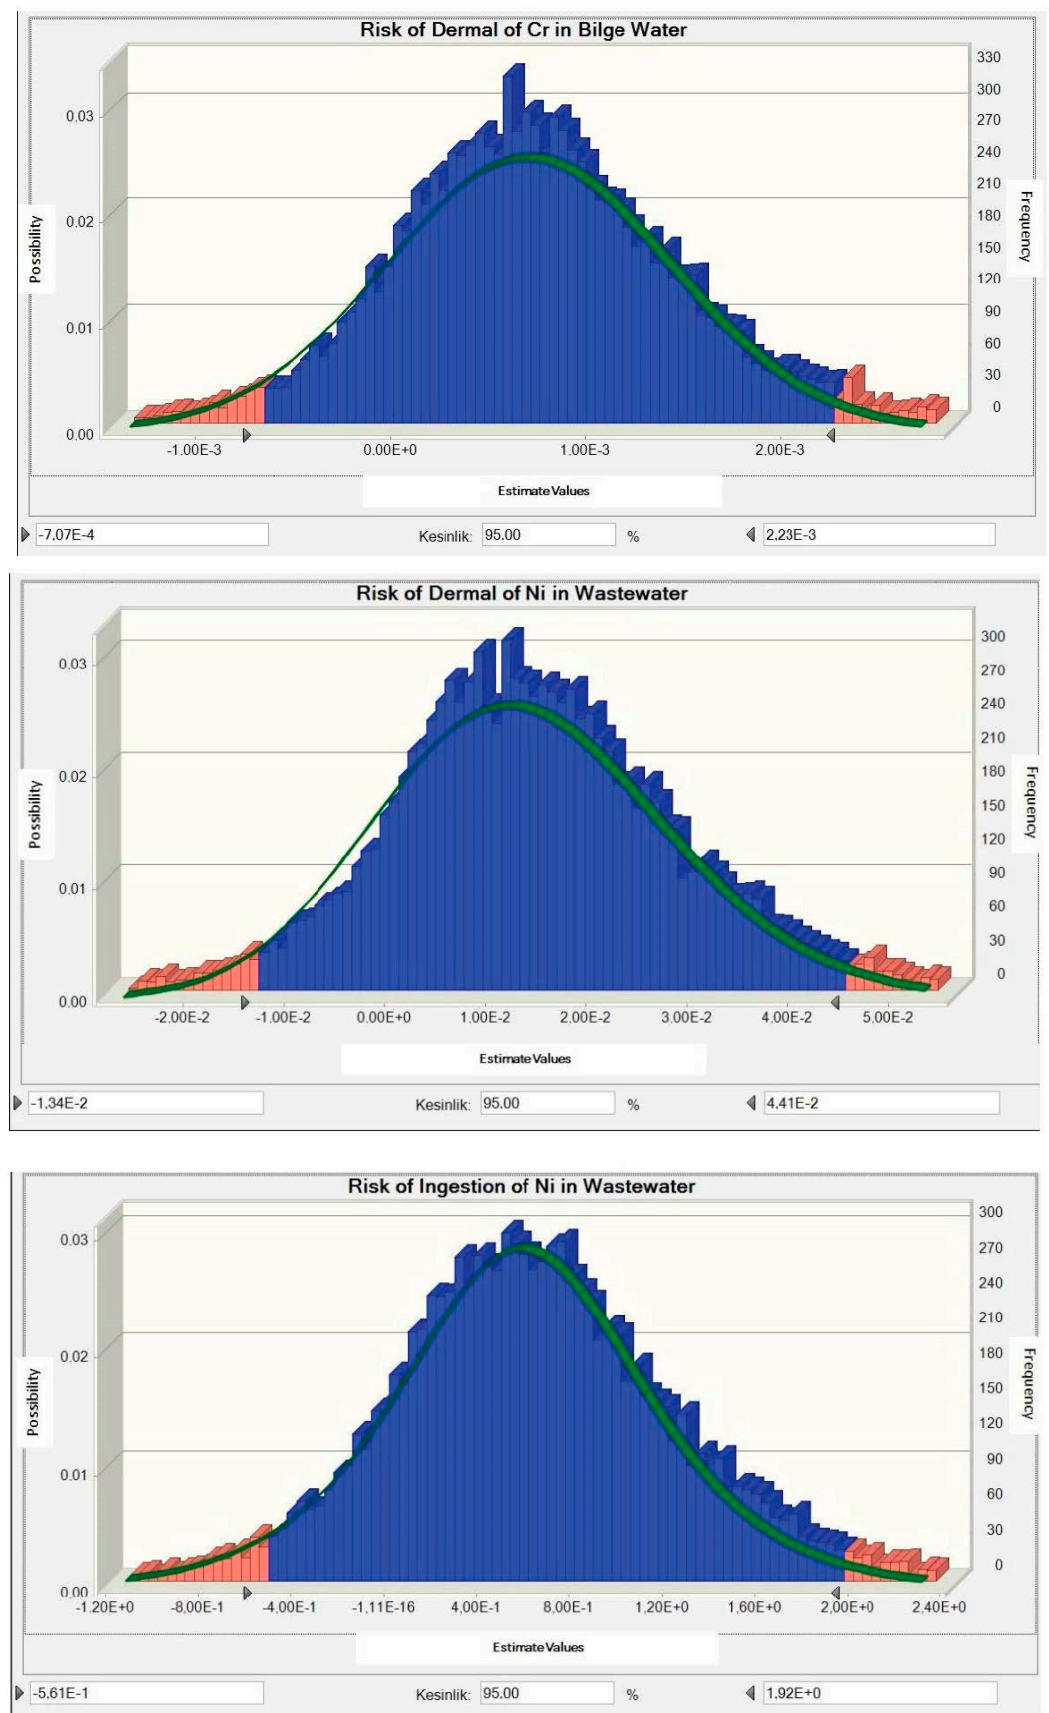 Risk of Dermal of Cr in Bilge Water
330
300
0.03
270
240
210
0.02
180
150
120
0.01
90
60
30
0
0.00
Possibility
Frequency
-1.00E-3 0.00E+0 1.00E-3 2.00E-3
Estimate Values
-7.07E-4 Kesinlik: 95.00 % 2.23E-3
Risk of Dermal of Ni in Wastewater
300
0.03
270
240
210
0.02
180
150
120
0.01
90
60
30
0
0.00
Possibility
Frequency
-2.00E-2 -1.00E-2 0.00E+0 1.00E-2 2.00E-2 3.00E-2 4.00E-2 5.00E-2
Estimate Values
-1.34E-2 Kesinlik: 95.00 % 4.41E-2
Risk of Ingestion of Ni in Wastewater
300
0.03
270
240
210
0.02
180
150
120
0.01
90
60
30
0
0.00
Possibility
Frequency
-1.20E+0 -8,00E-1 -4,00E-1 -1,11E-16 4,00E-1 8,00E-1 1,20E+0 1.60E+0 2,00E+0 2,40E+0
Estimate Values
-5.61E-1 Kesinlik: 95.00 % 1,92E+0